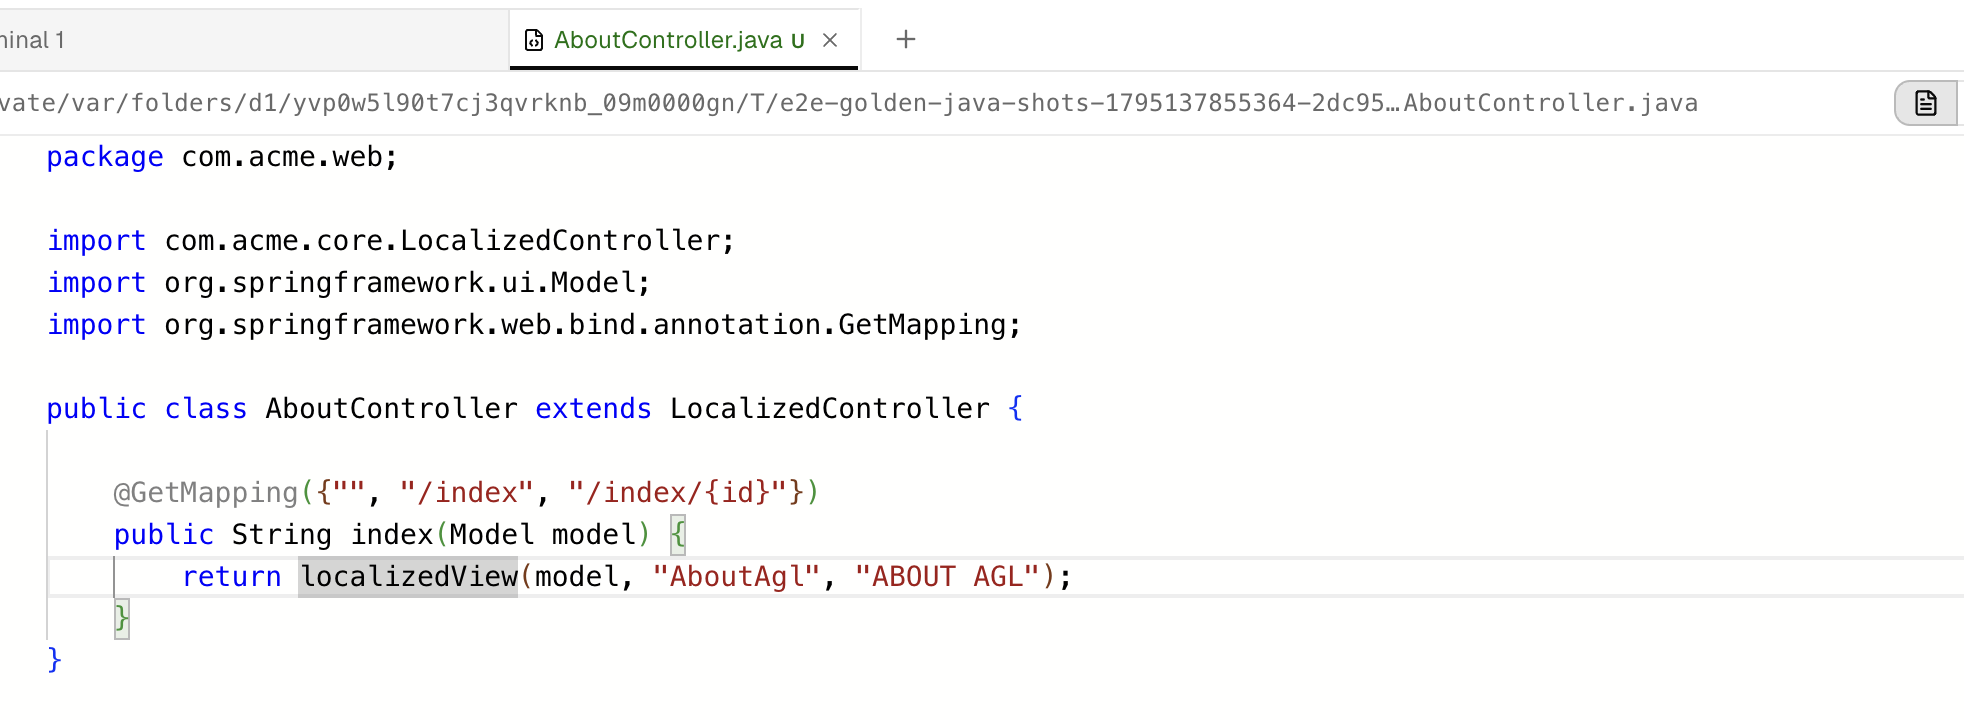 minal 1
AboutController.java U
vate/var/folders/d1/yvp0w5l90t7cj3qvrknb_09m0000gn/T/e2e-golden-java-shots-1795137855364-2dc95…AboutController.java
package com.acme.web;
import com.acme.core.LocalizedController;
import org.springframework.ui.Model;
import org.springframework.web.bind.annotation.GetMapping;
public class AboutController extends LocalizedController {
@GetMapping({"", "/index", "/index/{id}"})
public String index(Model model) {
return localizedView(model, "AboutAgl", "ABOUT AGL");
}
}